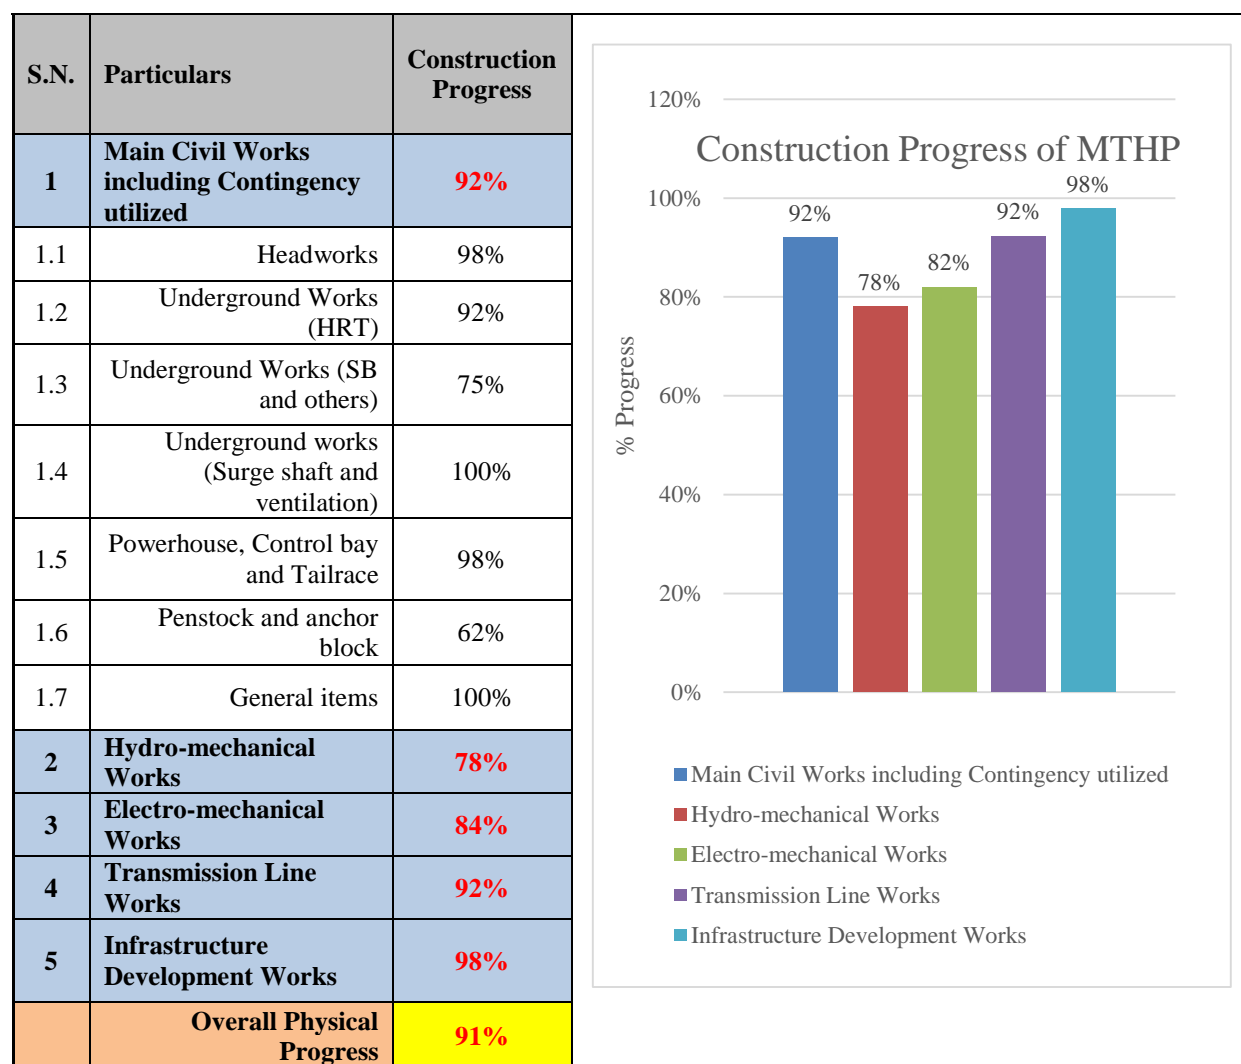 S.N. Particulars Construction
Progress
1 Main Civil Works
including Contingency
utilized 92%
1.1 Headworks 98%
1.2 Underground Works
(HRT) 92%
1.3 Underground Works (SB
and others) 75%
1.4 Underground works
(Surge shaft and
ventilation) 100%
1.5 Powerhouse, Control bay
and Tailrace 98%
1.6 Penstock and anchor
block 62%
1.7 General items 100%
2 Hydro-mechanical
Works 78%
3 Electro-mechanical
Works 84%
4 Transmission Line
Works 92%
5 Infrastructure
Development Works 98%
Overall Physical
Progress 91%
Construction Progress of MTHP
% Progress
120%
100%
80%
60%
40%
20%
0%
92%
78%
82%
92%
98%
Main Civil Works including Contingency utilized
Hydro-mechanical Works
Electro-mechanical Works
Transmission Line Works
Infrastructure Development Works